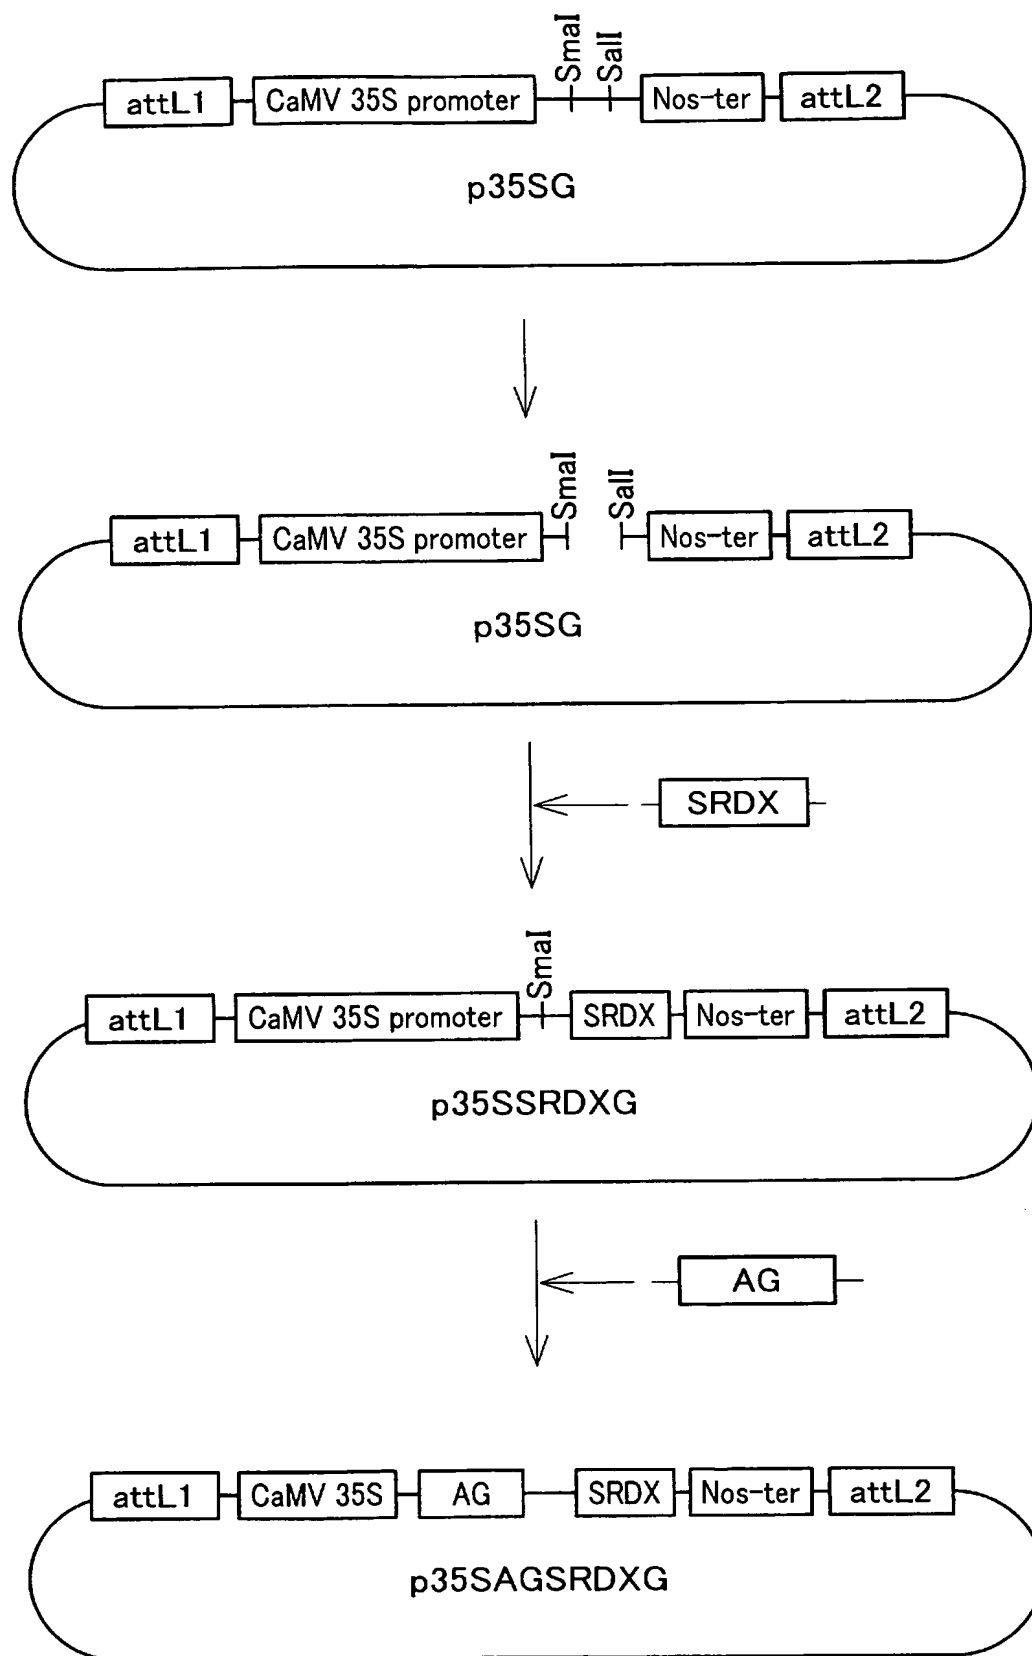 SmaI SalI
attL1 CaMV 35S promoter Nos-ter attL2
p35SG
SmaI SalI
attL1 CaMV 35S promoter Nos-ter attL2
p35SG
SRDX
SmaI
attL1 CaMV 35S promoter SRDX Nos-ter attL2
p35SSRDXG
AG
attL1 CaMV 35S AG SRDX Nos-ter attL2
p35SAGSRDXG